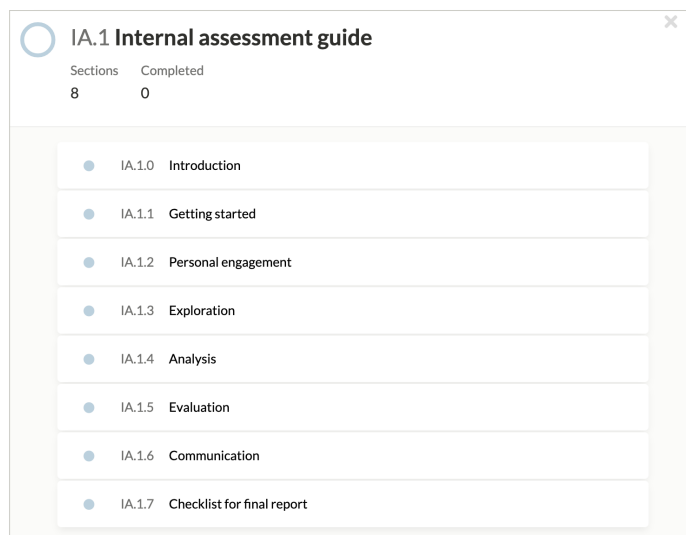 IA.1 Internal assessment guide
Sections Completed
8 0
IA.1.0 Introduction
IA.1.1 Getting started
IA.1.2 Personal engagement
IA.1.3 Exploration
IA.1.4 Analysis
IA.1.5 Evaluation
IA.1.6 Communication
IA.1.7 Checklist for final report